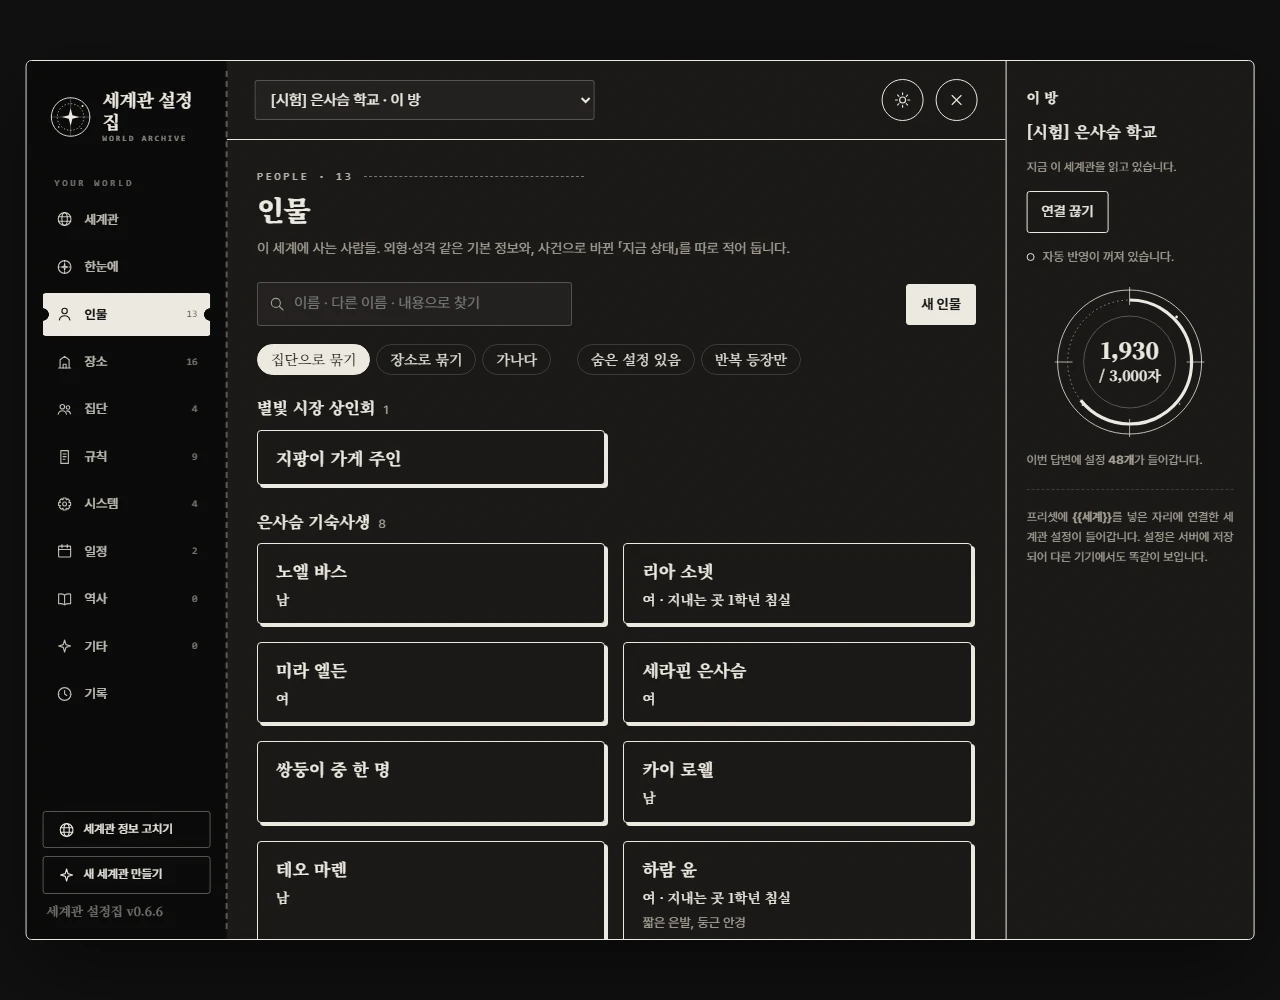 세계관 설정
집
WORLD ARCHIVE
YOUR WORLD
세계관
한눈에
인물 13
장소 16
집단 4
규칙 9
시스템 4
일정 2
역사 0
기타 0
기록
세계관 정보 고치기
새 세계관 만들기
세계관 설정집 v0.6.6
[시험] 은사슴 학교 · 이 방
PEOPLE · 13
인물
이 세계에 사는 사람들. 외형·성격 같은 기본 정보와, 사건으로 바뀐 「지금 상태」를 따로 적어 둡니다.
이름 · 다른 이름 · 내용으로 찾기
새 인물
집단으로 묶기 장소로 묶기 가나다 숨은 설정 있음 반복 등장만
별빛 시장 상인회 1
지팡이 가게 주인
은사슴 기숙사생 8
노엘 바스
남
리아 소넷
여 · 지내는 곳 1학년 침실
미라 엘든
여
세라핀 은사슴
여
쌍둥이 중 한 명
카이 로웰
남
테오 마렌
남
하람 윤
여 · 지내는 곳 1학년 침실
짧은 은발, 둥근 안경
이 방
[시험] 은사슴 학교
지금 이 세계관을 읽고 있습니다.
연결 끊기
자동 반영이 꺼져 있습니다.
1,930
/ 3,000자
이번 답변에 설정 48개가 들어갑니다.
프리셋에 {{세계}}를 넣은 자리에 연결한 세
계관 설정이 들어갑니다. 설정은 서버에 저장
되어 다른 기기에서도 똑같이 보입니다.